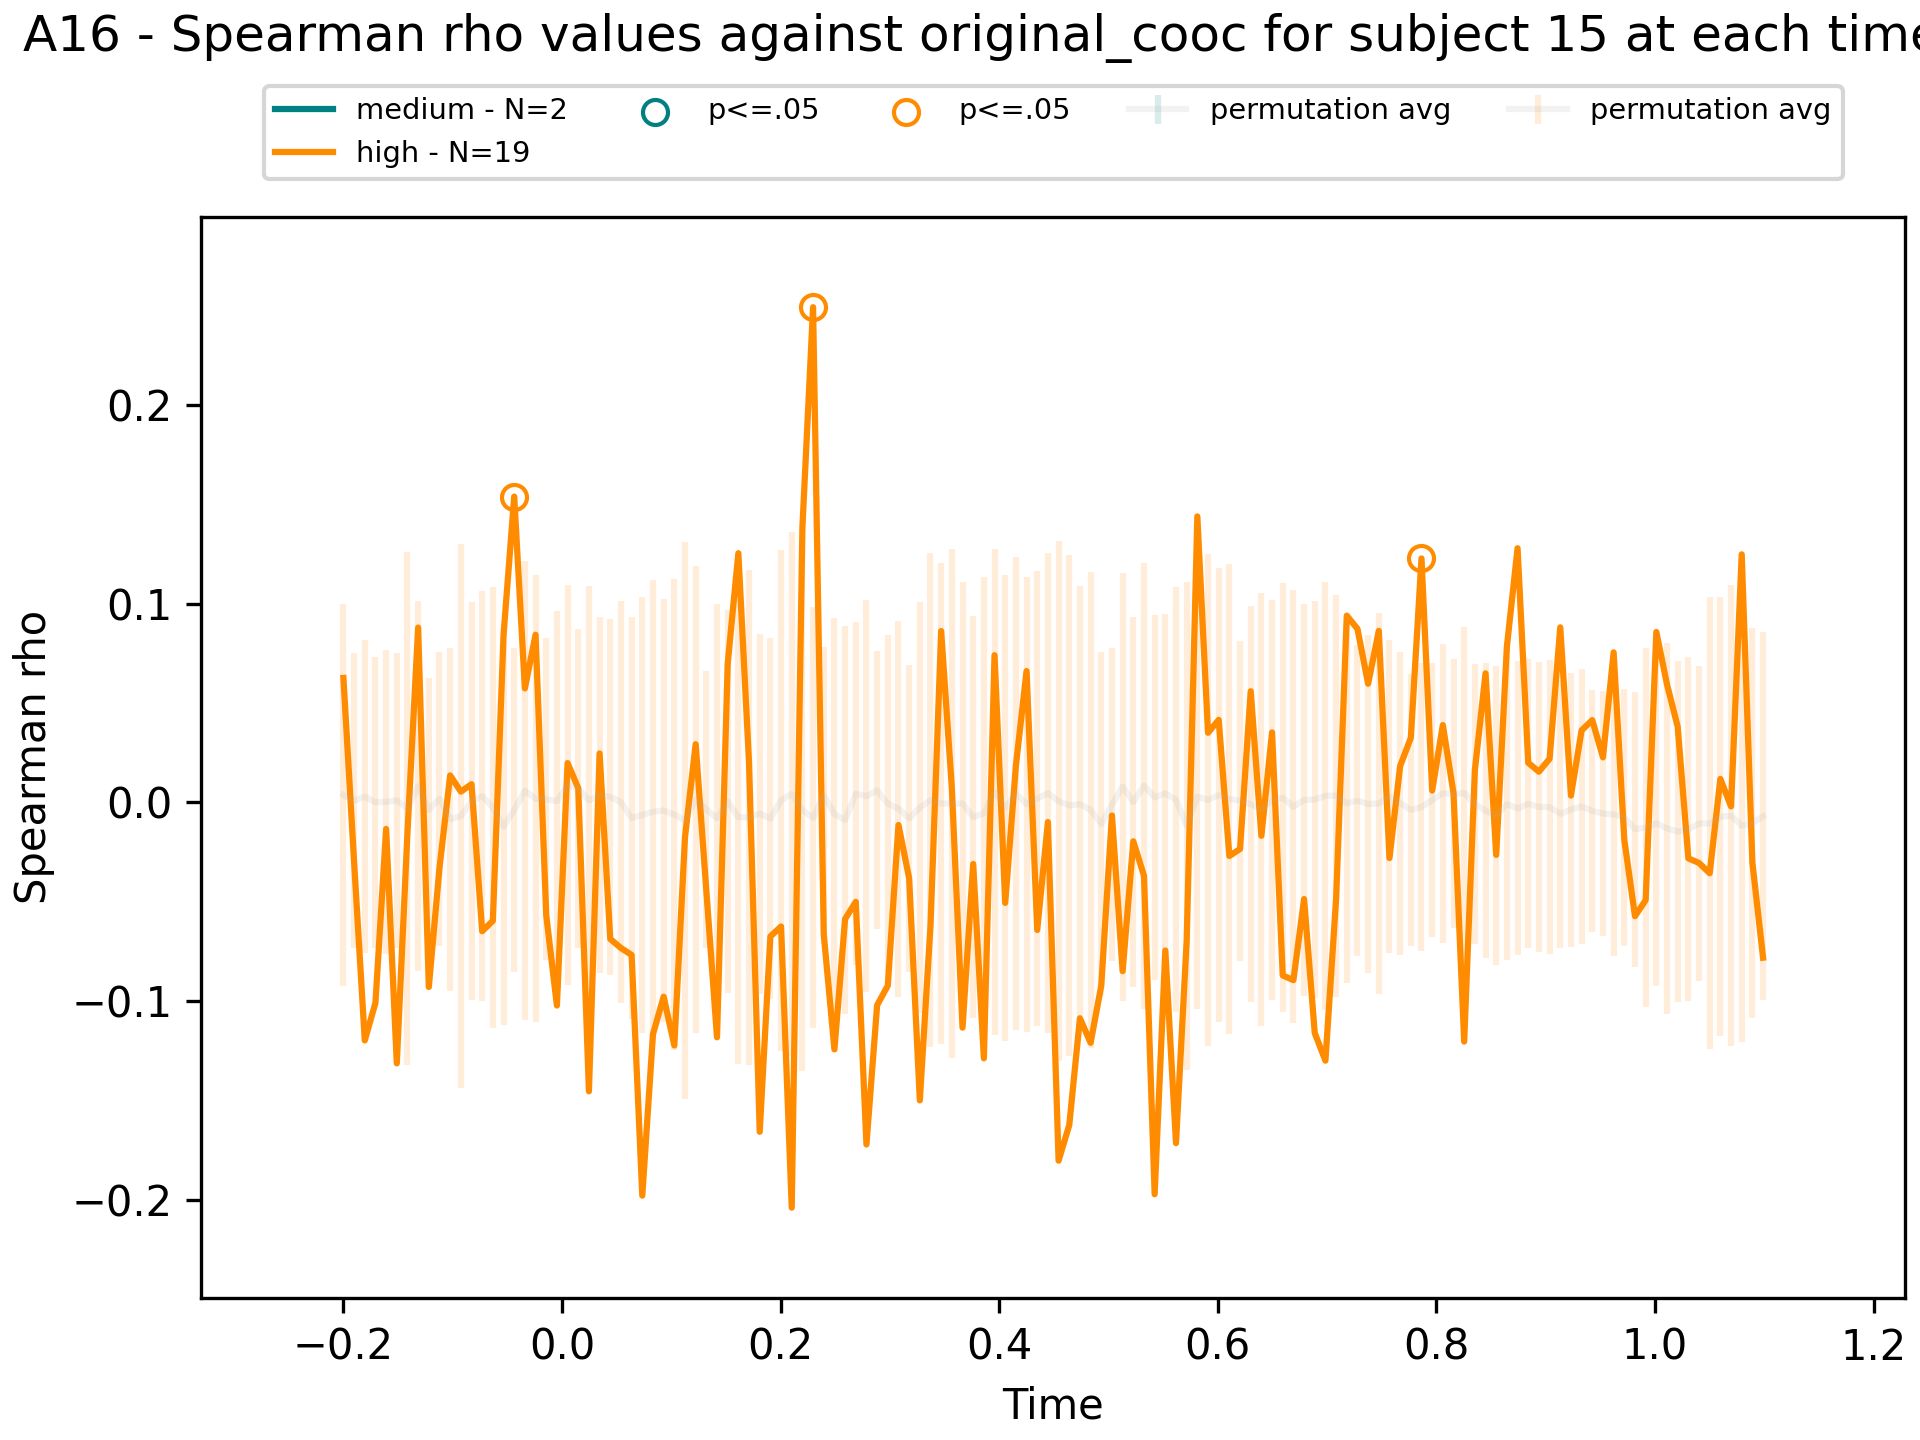 A16 - Spearman rho values against original_cooc for subject 15 at each time
medium - N=2
high - N=19
p<=.05
p<=.05
permutation avg
permutation avg
Spearman rho
0.2
0.1
0.0
−0.1
−0.2
−0.2 0.0 0.2 0.4 0.6 0.8 1.0 1.2
Time